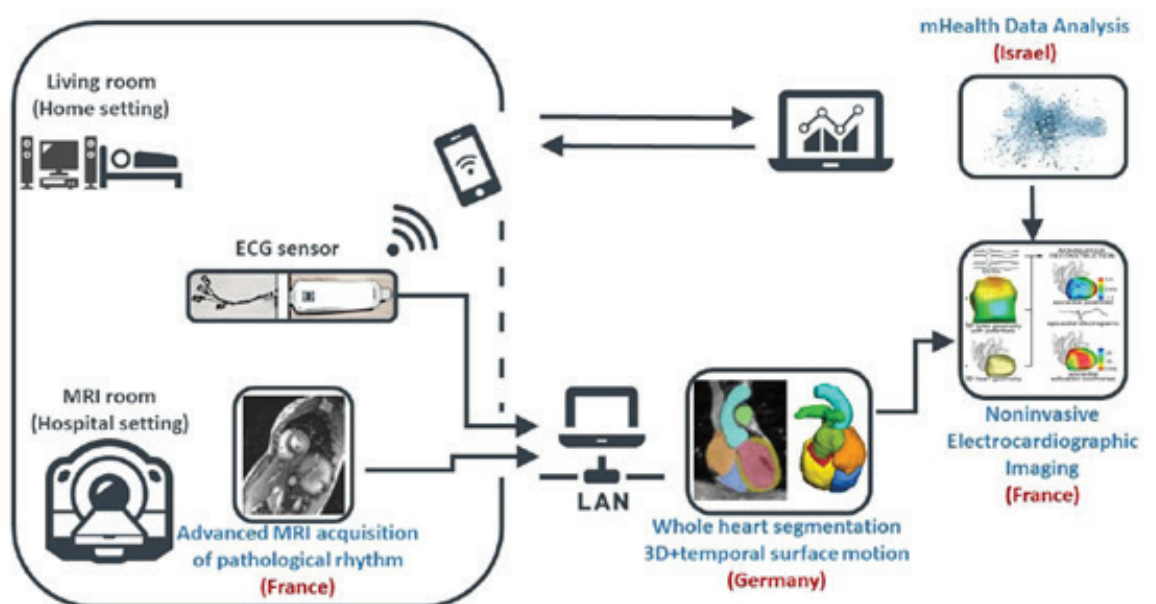 mHealth Data Analysis
(Israel)
Living room
(Home setting)
ECG sensor
MRI room
(Hospital setting)
LAN
Advanced MRI acquisition
of pathological rhythm
(France)
Whole heart segmentation
3D+temporal surface motion
(Germany)
Noninvasive
Electrocardiographic
Imaging
(France)